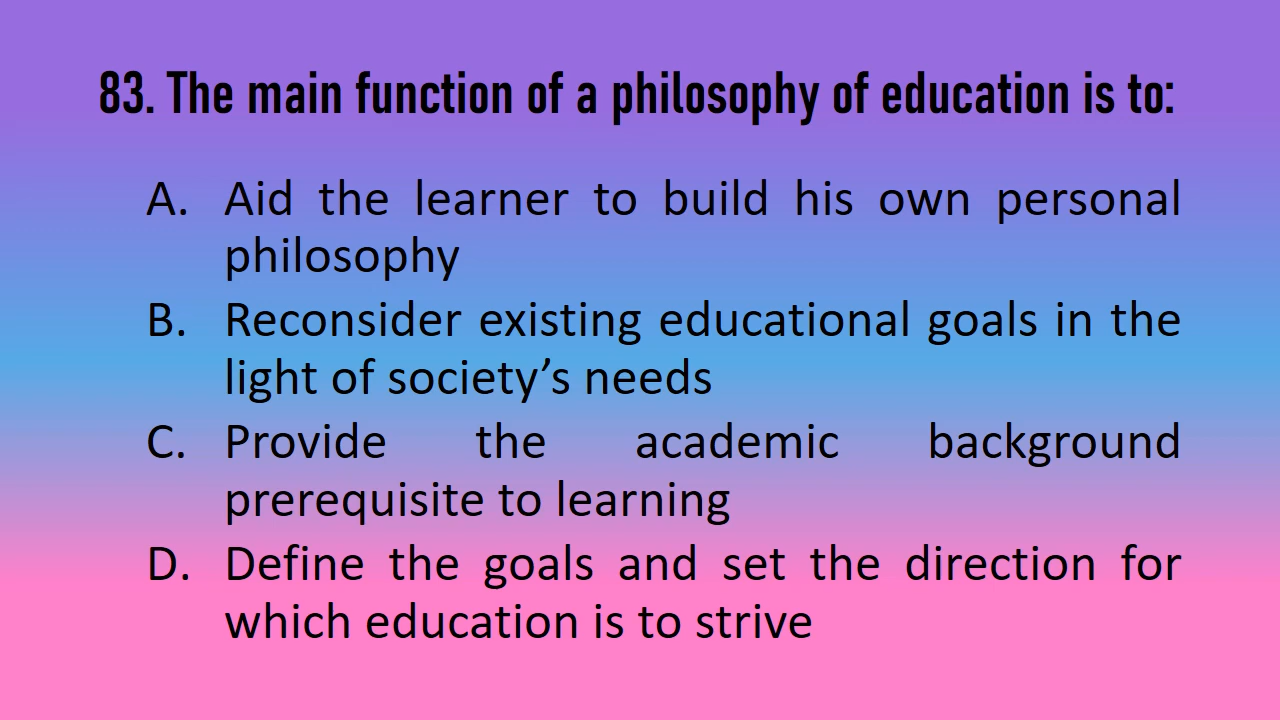 83. The main function of a philosophy of education is to:
A. Aid the learner to build his own personal
philosophy
B. Reconsider existing educational goals in the
light of society’s needs
C. Provide the academic background
prerequisite to learning
D. Define the goals and set the direction for
which education is to strive